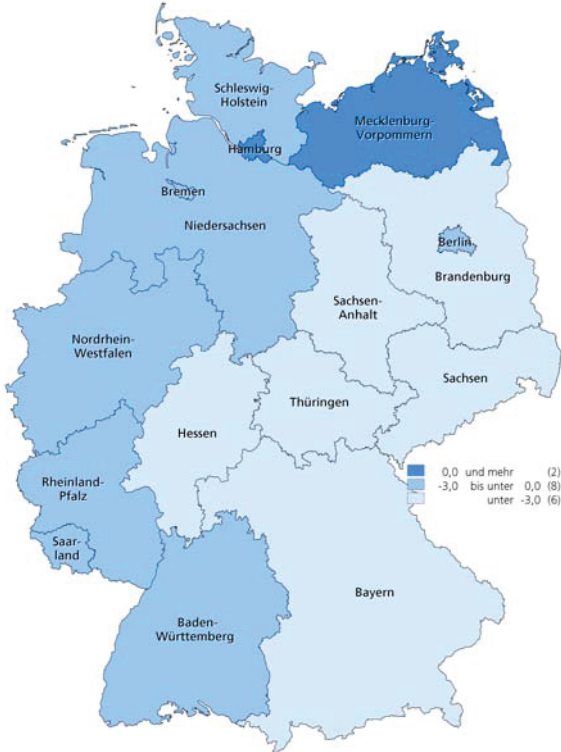 Schleswig-
Holstein
Mecklenburg-
Vorpommern
Hamburg
Bremen
Niedersachsen
Berlin
Brandenburg
Sachsen-
Anhalt
Nordrhein-
Westfalen
Sachsen
Thüringen
Hessen
0,0 und mehr (2)
-3,0 bis unter 0,0 (8)
unter -3,0 (6)
Rheinland-
Pfalz
Saar-
land
Bayern
Baden-
Württemberg